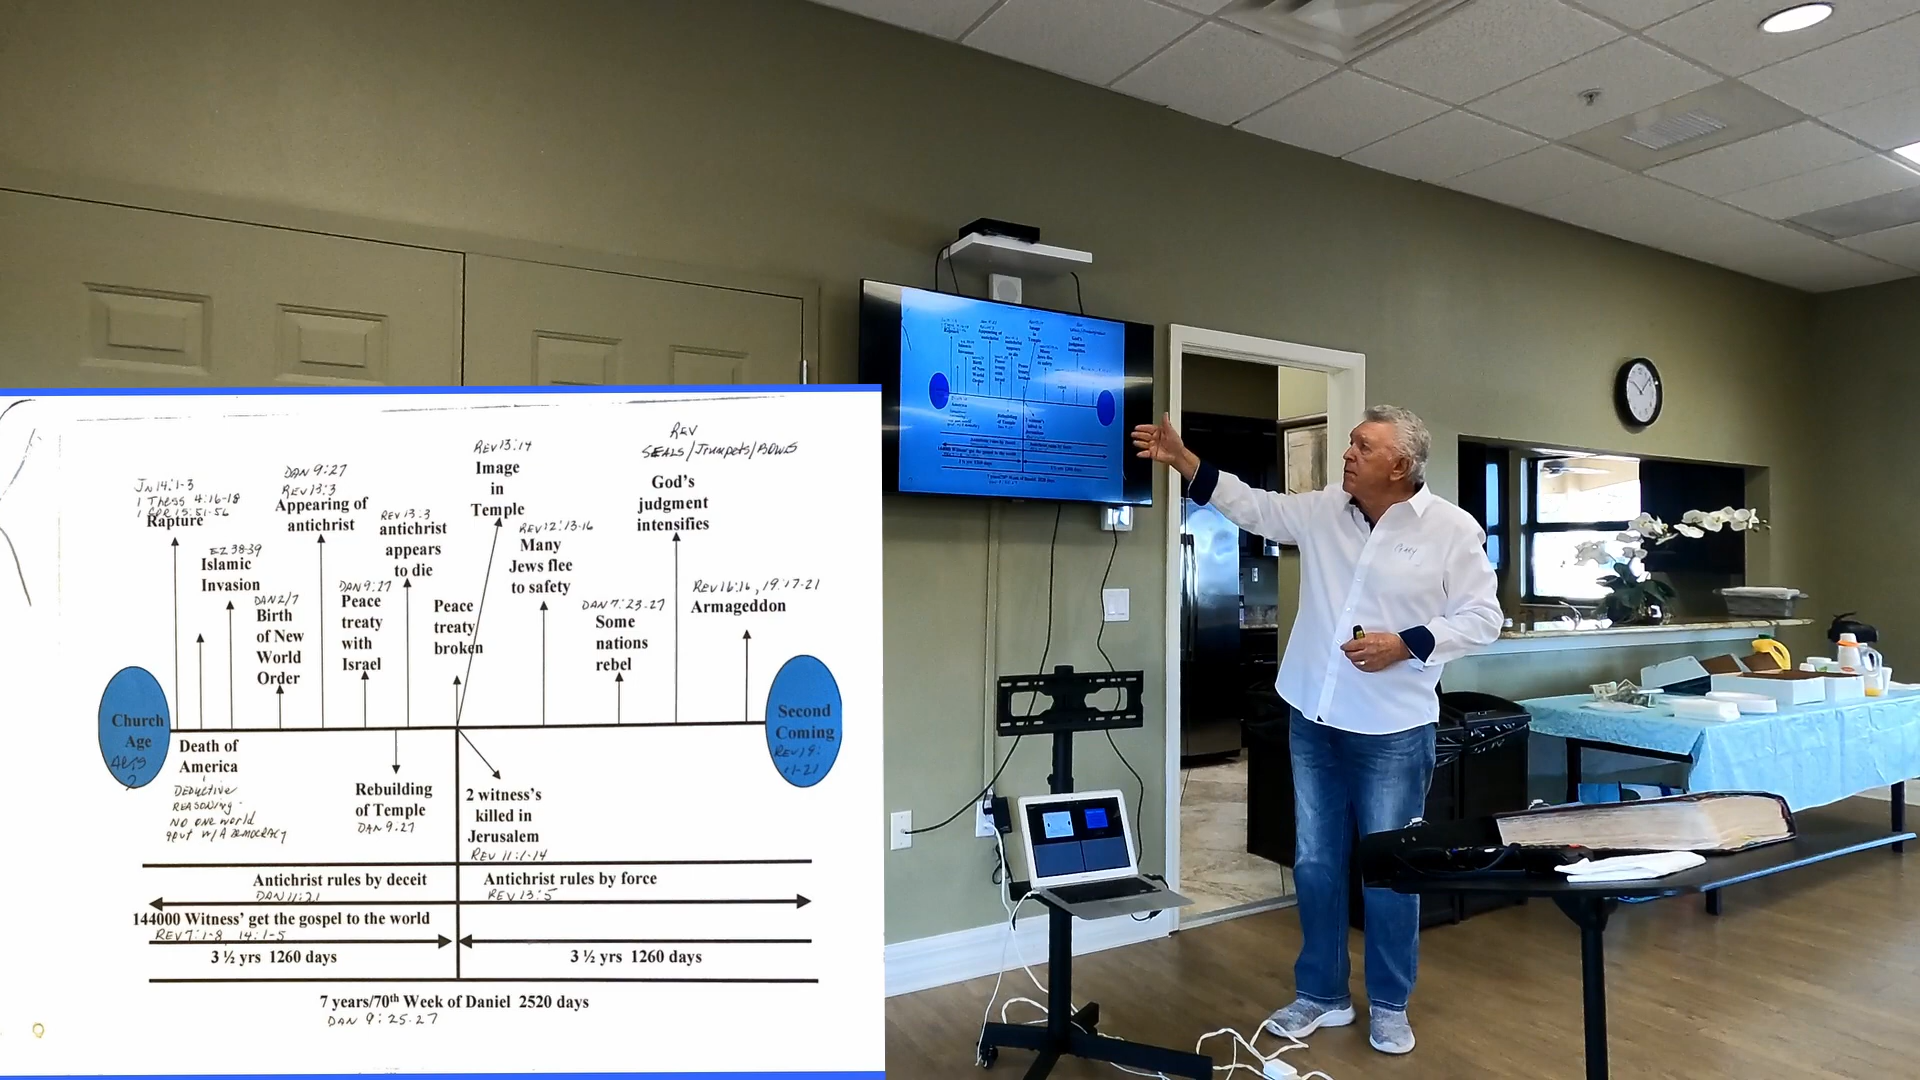 REV
SEALS/TRUMPETS/BOWLS
REV 13:14
Image
in
Temple
God's
judgment
intensifies
DAN 9:27
REV 13:3
Appearing of
antichrist
JN 14:1-3
1 THESS 4:16-18
1 COR 15:51-56
Rapture
REV 13:3
antichrist
appears
to die
REV 12:13-16
Many
Jews flee
to safety
EZ 38-39
Islamic
Invasion
DAN 2/7
Birth
of New
World
Order
DAN 9:27
Peace
treaty
with
Israel
Peace
treaty
broken
DAN 7:23-27
Some
nations
rebel
REV 16:16, 19:17-21
Armageddon
Church
Age
ACTS
2
Second
Coming
REV 19:
11-21
Death of
America
DEDUCTIVE
REASONING -
NO ONE WORLD
GOVT W/A DEMOCRACY
Rebuilding
of Temple
DAN 9:27
2 witness's
killed in
Jerusalem
REV 11:1-14
Antichrist rules by deceit
DAN 11:21
Antichrist rules by force
REV 13:5
144000 Witness' get the gospel to the world
REV 7:1-8 14:1-5
3 ½ yrs 1260 days
3 ½ yrs 1260 days
7 years/70th Week of Daniel 2520 days
DAN 9:25-27